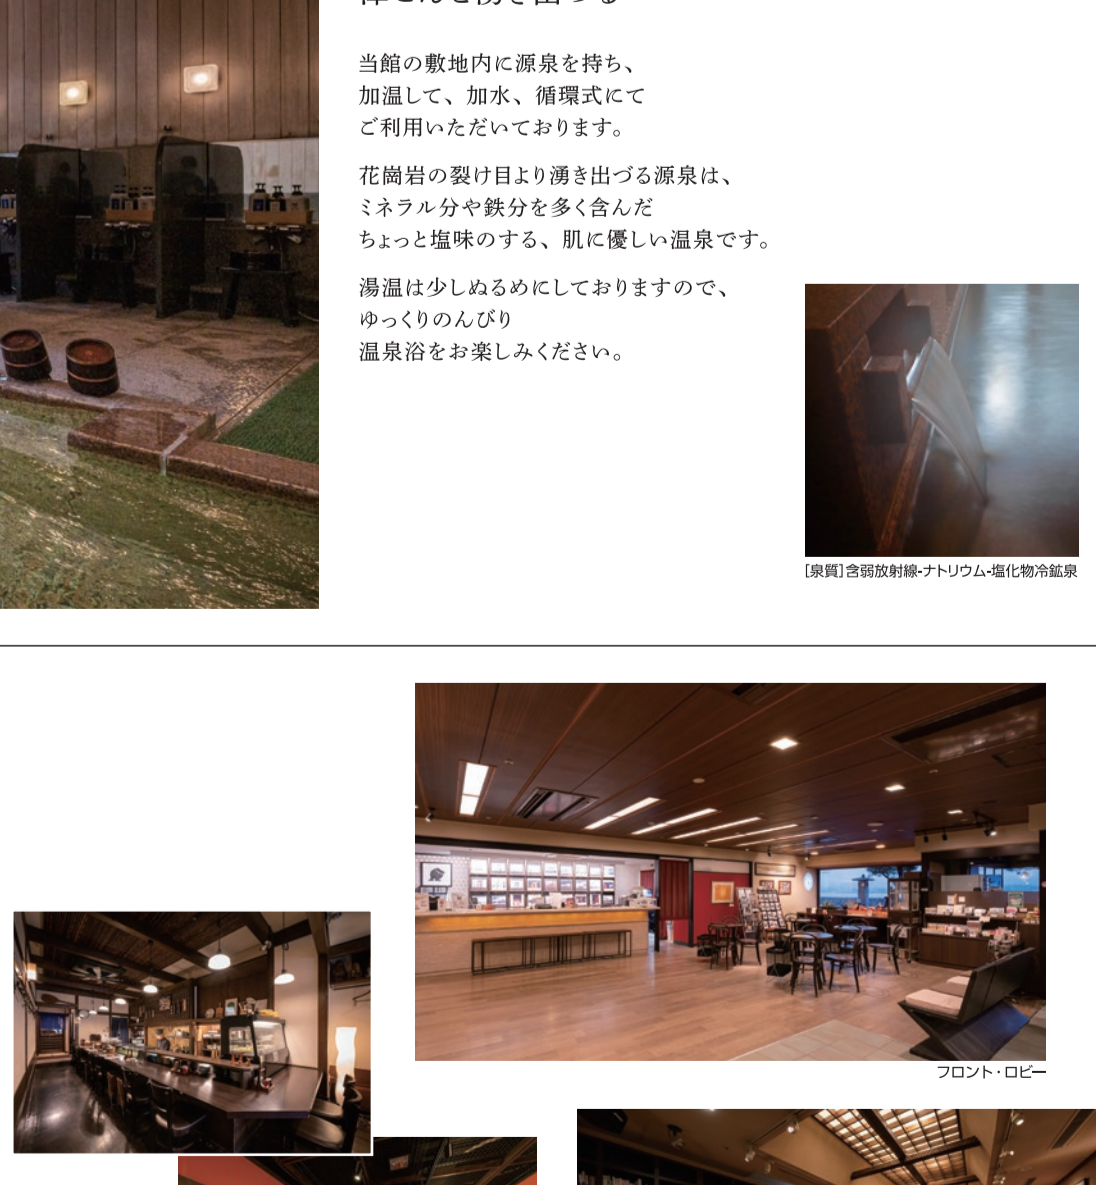 当館の敷地内に源泉を持ち、
加温して、加水、循環式にて
ご利用いただいております。
花崗岩の裂け目より湧き出づる源泉は、
ミネラル分や鉄分を多く含んだ
ちょっと塩味のする、肌に優しい温泉です。
湯温は少しぬるめにしておりますので、
ゆっくりのんびり
温泉浴をお楽しみください。
[泉質]含弱放射線-ナトリウム-塩化物冷鉱泉
フロント・ロビー